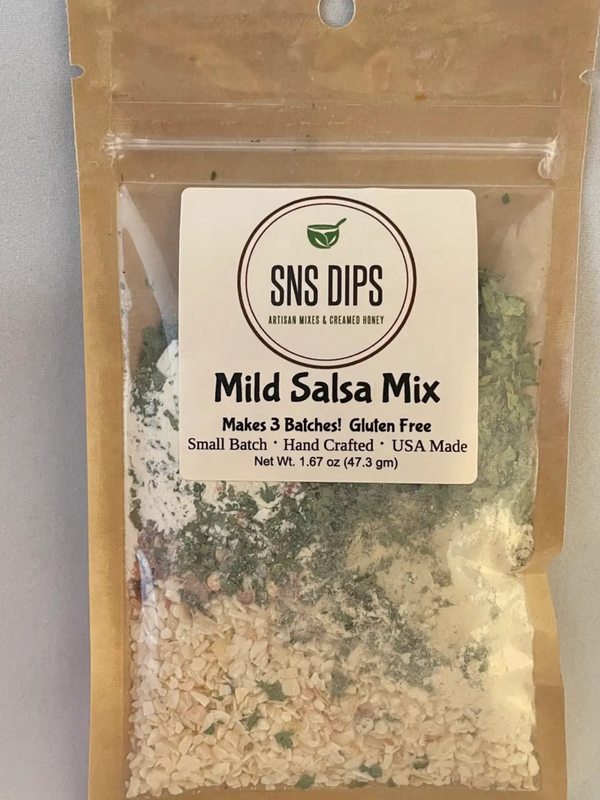 SNS DIPS
ARTISAN MIXES & CREAMED HONEY
Mild Salsa Mix
Makes 3 Batches! Gluten Free
Small Batch · Hand Crafted · USA Made
Net Wt. 1.67 oz (47.3 gm)